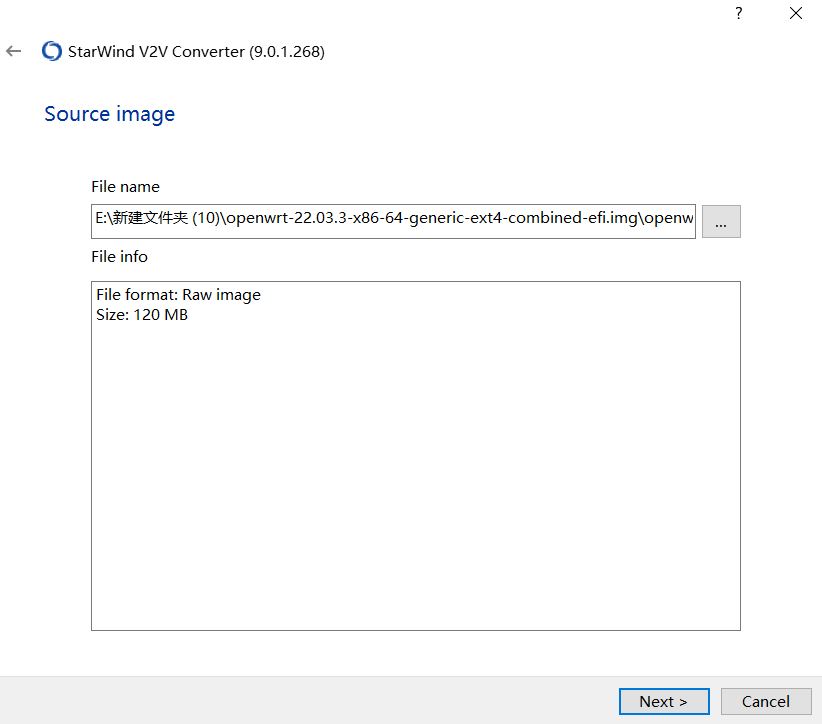 ?
StarWind V2V Converter (9.0.1.268)
Source image
File name
E:\新建文件夹 (10)\openwrt-22.03.3-x86-64-generic-ext4-combined-efi.img\openw
...
File info
File format: Raw image
Size: 120 MB
Next >
Cancel